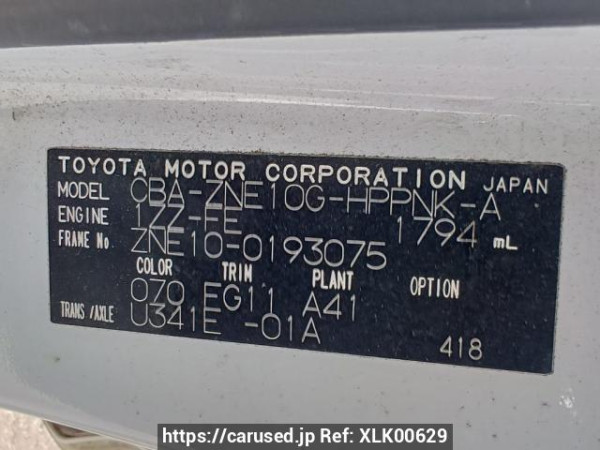 TOYOTA MOTOR CORPORATION JAPAN
MODEL CBA-ZNE10G-HPPNK-A
ENGINE 1ZZ-FE 1794 mL
FRAME No ZNE10-0193075
COLOR TRIM PLANT OPTION
070 EG11 A41
TRANS/AXLE U341E -01A
418
https://carused.jp Ref: XLK00629